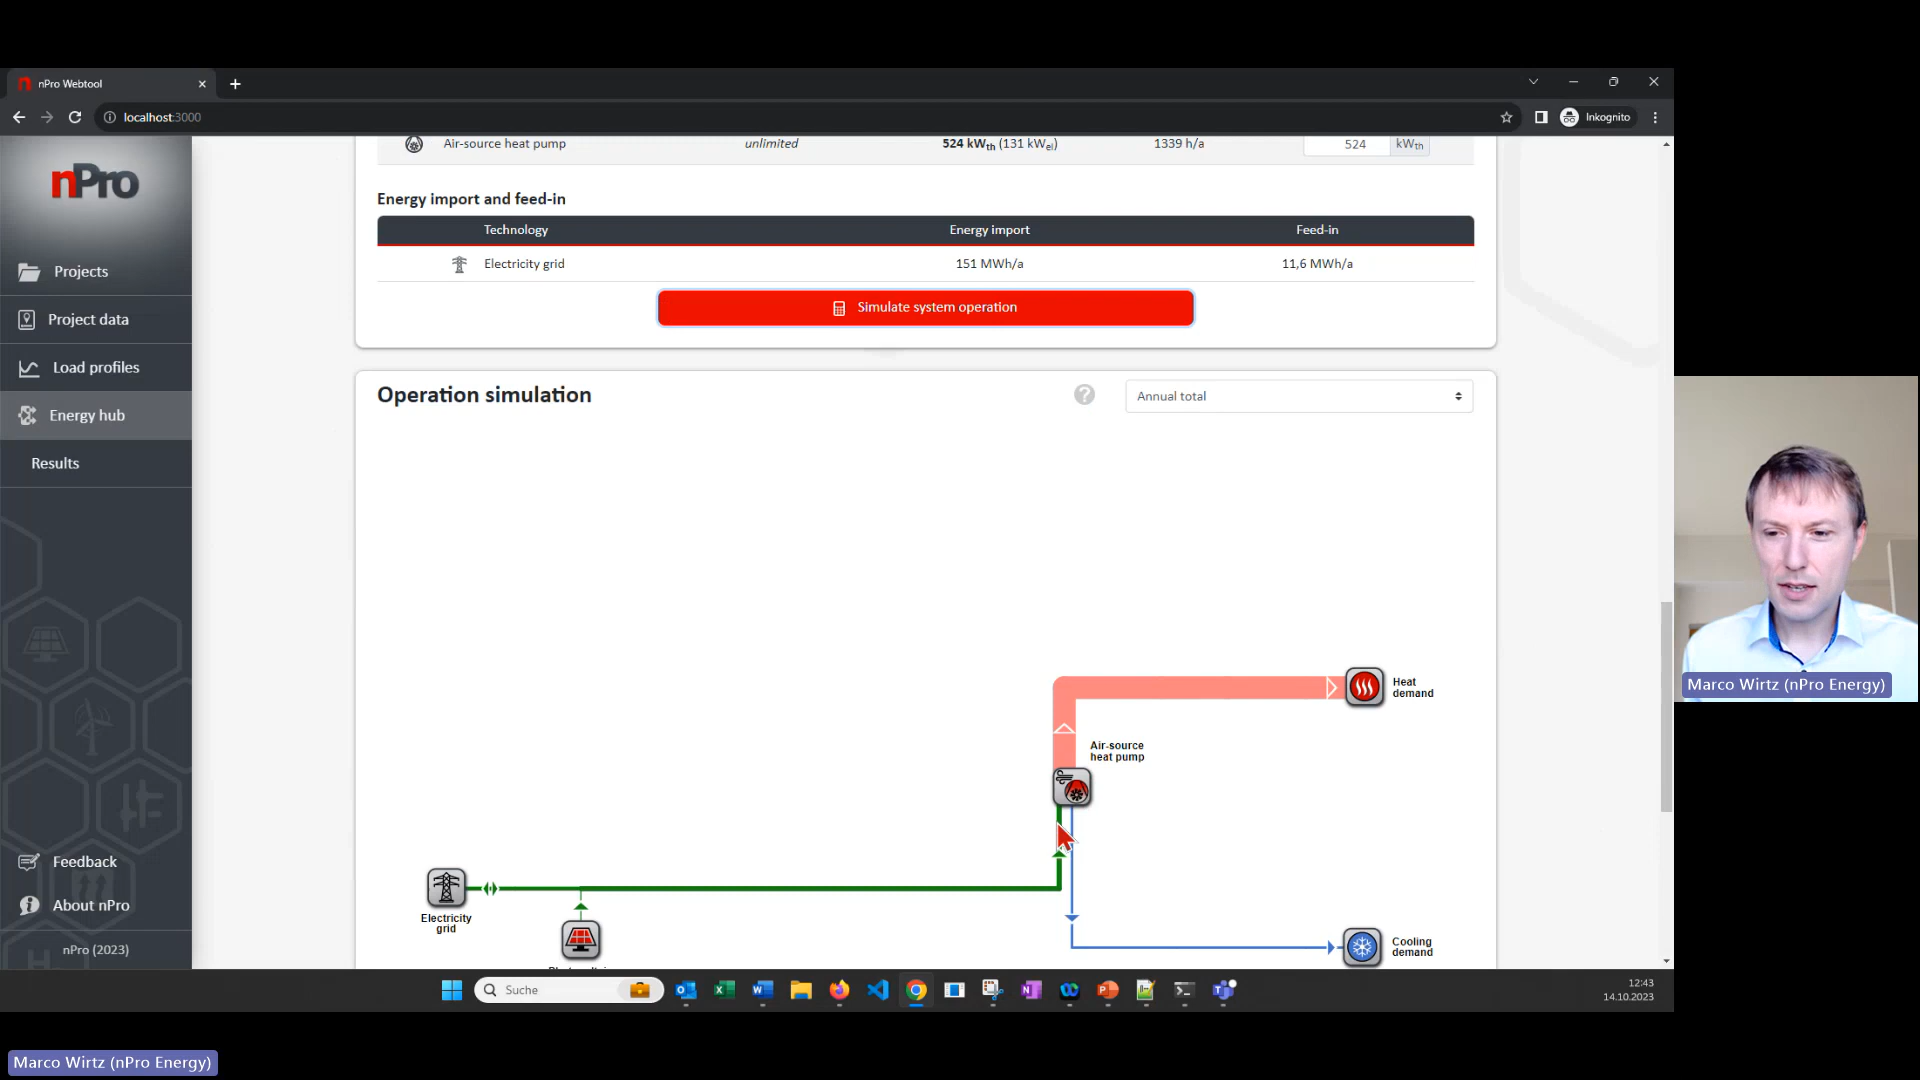 nPro Webtool
localhost:3000
Inkognito
nPro
Projects
Project data
Load profiles
Energy hub
Results
Feedback
About nPro
nPro (2023)
Air-source heat pump unlimited 524 kWth (131 kWel) 1339 h/a 524 kWth
Energy import and feed-in
Technology Energy import Feed-in
Electricity grid 151 MWh/a 11,6 MWh/a
Simulate system operation
Operation simulation
Annual total
Heat
demand
Air-source
heat pump
Electricity
grid
Cooling
demand
Suche
12:43
14.10.2023
Marco Wirtz (nPro Energy)
Marco Wirtz (nPro Energy)